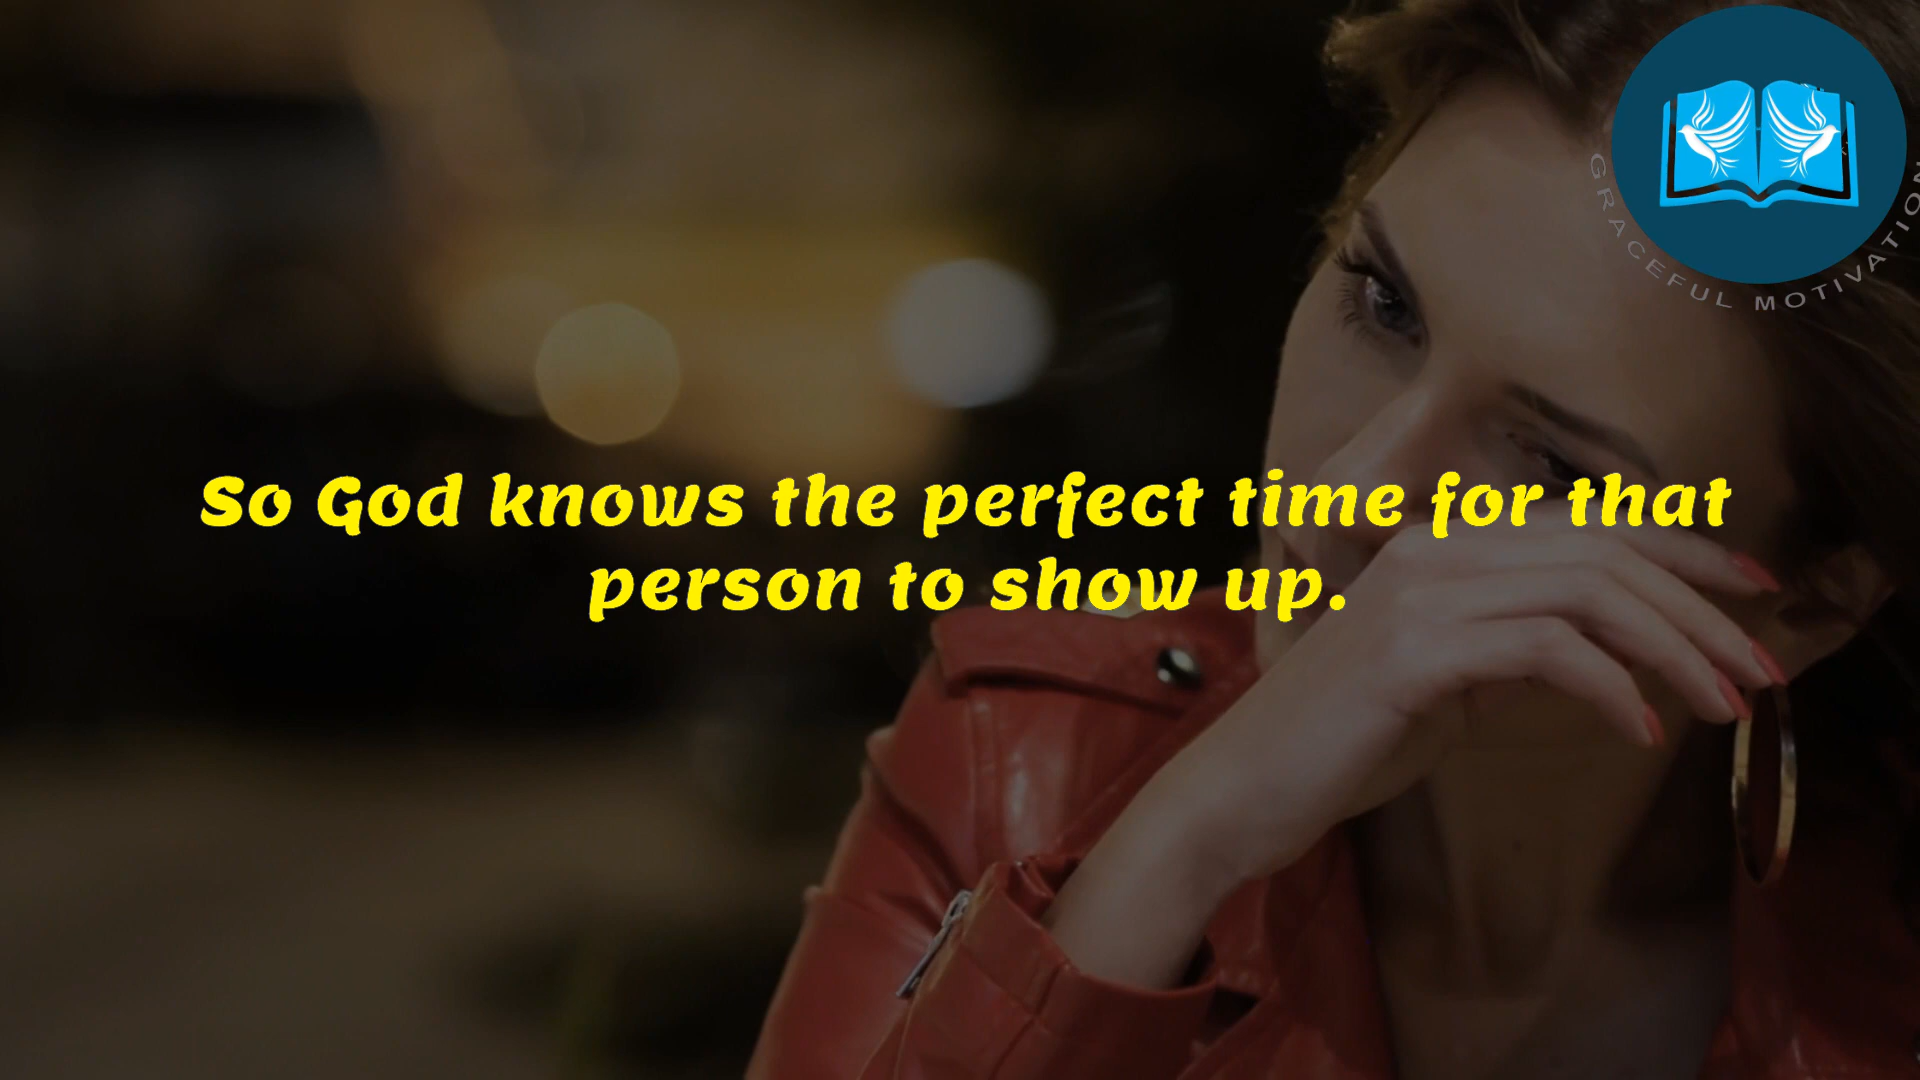 GRACEFUL MOTIVATION
So God knows the perfect time for that
person to show up.